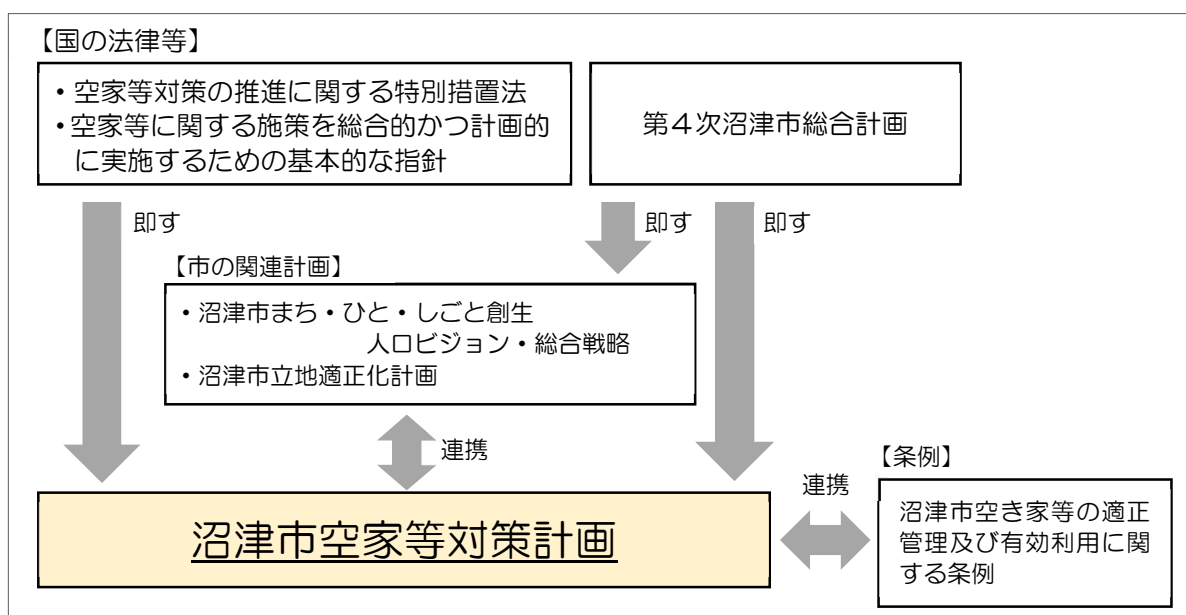 【国の法律等】
・空家等対策の推進に関する特別措置法
・空家等に関する施策を総合的かつ計画的
に実施するための基本的な指針
第４次沼津市総合計画
即す
即す
即す
【市の関連計画】
・沼津市まち・ひと・しごと創生
人口ビジョン・総合戦略
・沼津市立地適正化計画
連携
【条例】
連携
沼津市空家等対策計画
沼津市空き家等の適正
管理及び有効利用に関
する条例